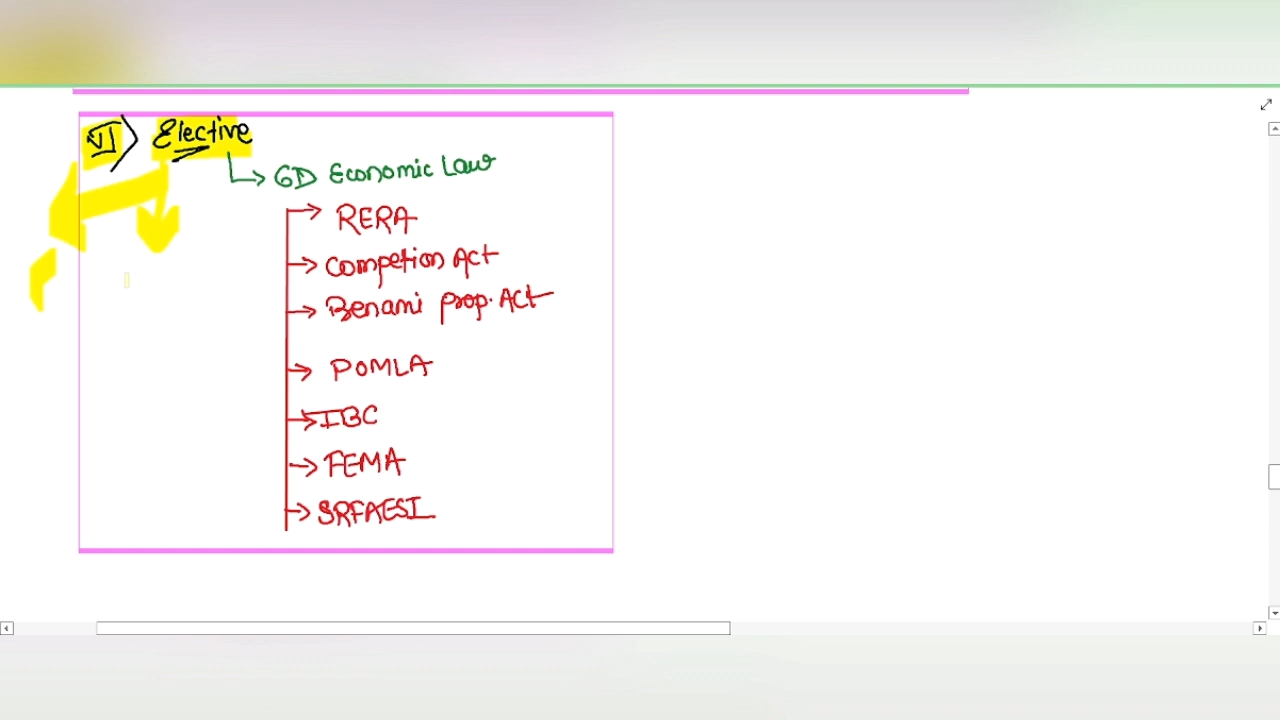 VI) Elective
6D Economic Law
RERA
Competion Act
Benami prop. Act
POMLA
IBC
FEMA
SRFAESI